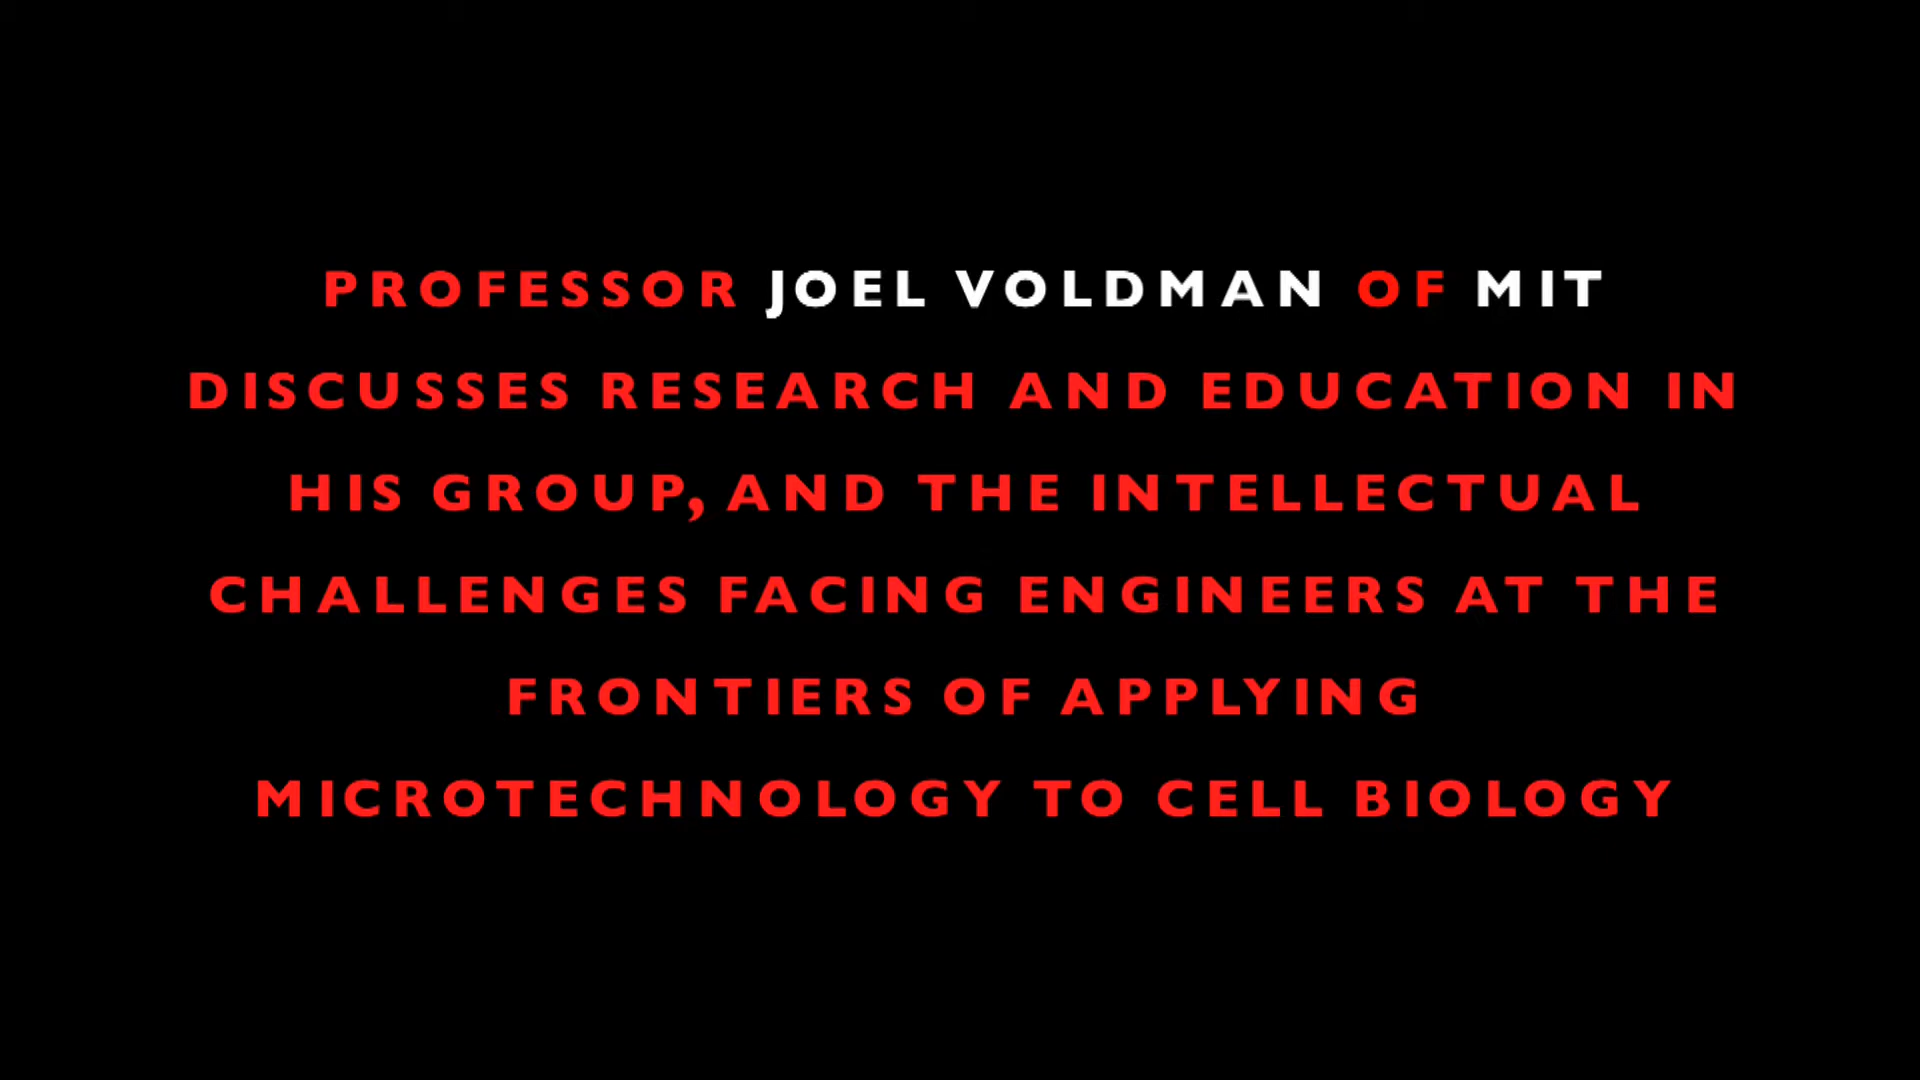 PROFESSOR JOEL VOLDMAN OF MIT
DISCUSSES RESEARCH AND EDUCATION IN
HIS GROUP, AND THE INTELLECTUAL
CHALLENGES FACING ENGINEERS AT THE
FRONTIERS OF APPLYING
MICROTECHNOLOGY TO CELL BIOLOGY